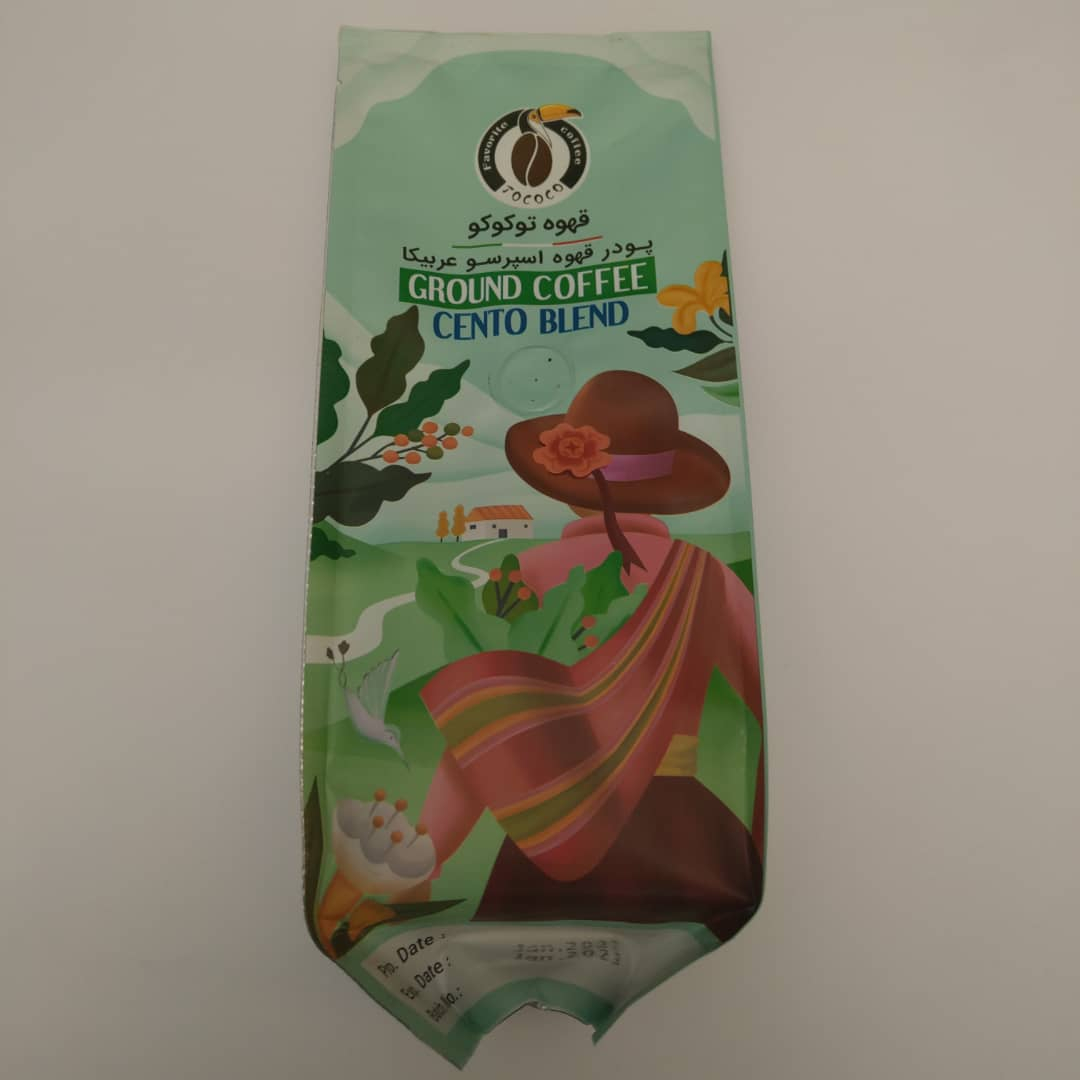 Favorite coffee
TOCOCO
قهوه توکوکو
پودر قهوه اسپرسو عربیکا
GROUND COFFEE
CENTO BLEND
Pro. Date :
Exp. Date :
Batch No. :